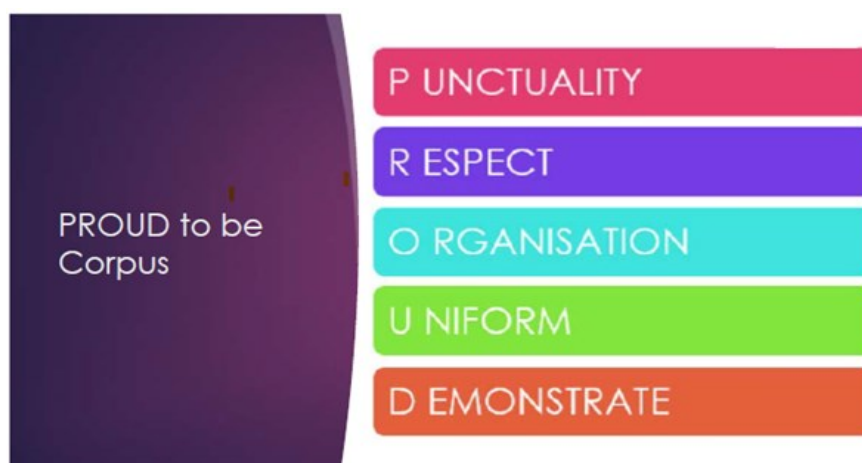 PROUD to be
Corpus
P UNCTUALITY
R ESPECT
O RGANISATION
U NIFORM
D EMONSTRATE